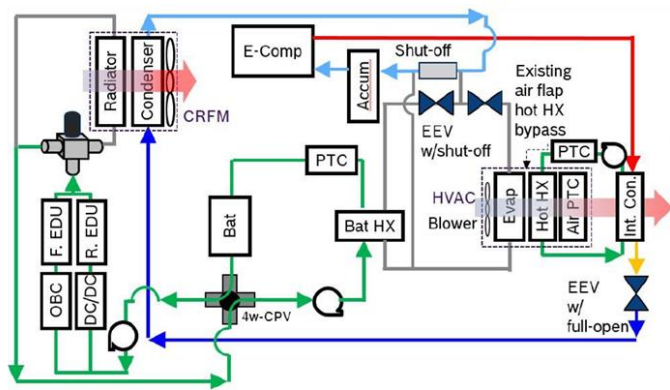 E-Comp
Shut-off
Accum
Existing
air flap
hot HX
bypass
Radiator
Condenser
CRFM
EEV
w/shut-off
PTC
PTC
HVAC
Blower
Evap
Hot HX
Air PTC
Int. Con.
Bat
Bat HX
F. EDU
R. EDU
OBC
DC/DC
4w-CPV
EEV
w/
full-open